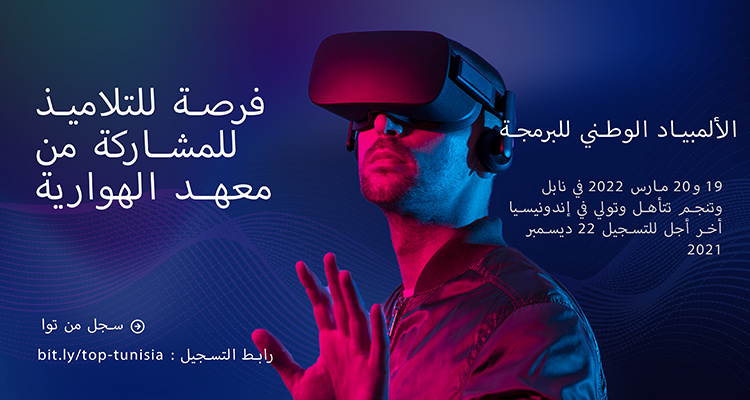 فرصة للتلاميذ
للمشاركة من
معهد الهوارية
الألمبياد الوطني للبرمجة
19 و20 مارس 2022 في نابل
وتنجم تتأهل وتولي في إندونيسيا
أخر أجل للتسجيل 22 ديسمبر
2021
سجل من توا
رابط التسجيل : bit.ly/top-tunisia